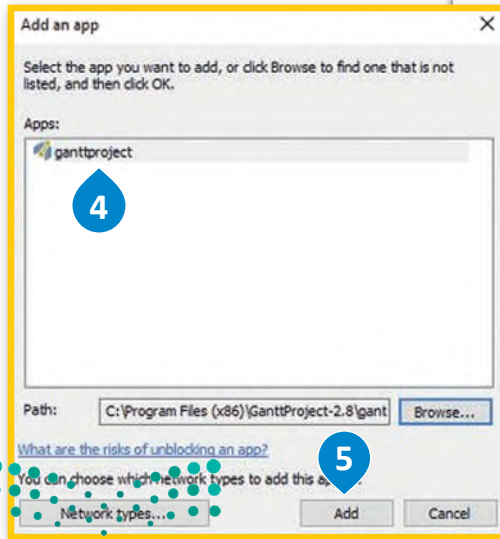 Add an app
Select the app you want to add, or click Browse to find one that is not
listed, and then click OK.
Apps:
ganttproject
4
Path:
C:\Program Files (x86)\GanttProject-2.8\gant
Browse...
What are the risks of unblocking an app?
5
You can choose which network types to add this
Network types...
Add
Cancel